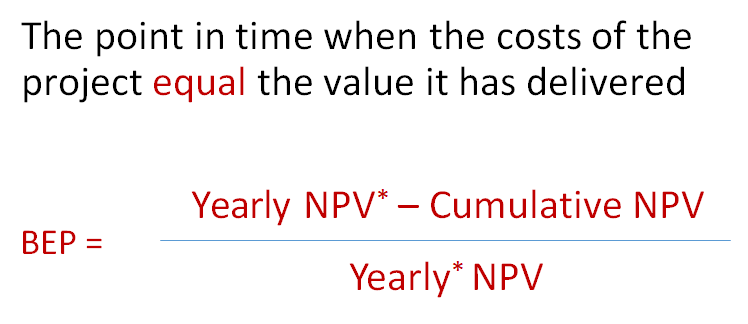 The point in time when the costs of the
project equal the value it has delivered
Yearly NPV* – Cumulative NPV
BEP =
Yearly* NPV